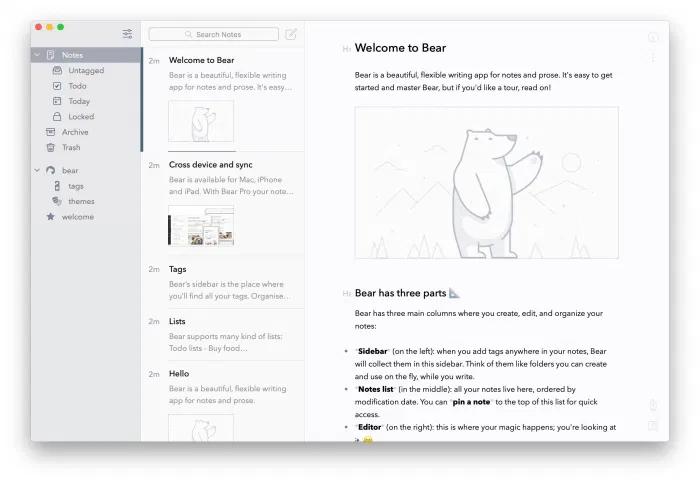 Notes
Untagged
Todo
Today
Locked
Archive
Trash
bear
tags
themes
welcome
Search Notes
2m
Welcome to Bear
Bear is a beautiful, flexible writing
app for notes and prose. It's easy…
2m
Cross device and sync
Bear is available for Mac, iPhone
and iPad. With Bear Pro your note…
2m
Tags
Bear's sidebar is the place where
you'll find all your tags. Organise…
2m
Lists
Bear supports many kind of lists:
Todo lists - Buy food…
2m
Hello
Bear is a beautiful, flexible writing
app for notes and prose.
H1 Welcome to Bear
Bear is a beautiful, flexible writing app for notes and prose. It's easy to get
started and master Bear, but if you'd like a tour, read on!
H2 Bear has three parts 📐
Bear has three main columns where you create, edit, and organize your
notes:
• *Sidebar* (on the left): when you add tags anywhere in your notes, Bear
will collect them in this sidebar. Think of them like folders you can create
and use on the fly, while you write.
• *Notes list* (in the middle): all your notes live here, ordered by
modification date. You can *pin a note* to the top of this list for quick
access.
• *Editor* (on the right): this is where your magic happens; you're looking at
it 😄